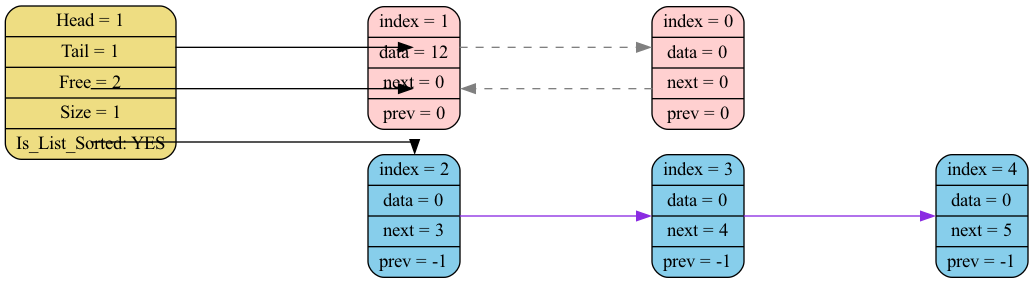 Head = 1
Tail = 1
Free = 2
Size = 1
Is_List_Sorted: YES
index = 1
data = 12
next = 0
prev = 0
index = 0
data = 0
next = 0
prev = 0
index = 2
data = 0
next = 3
prev = -1
index = 3
data = 0
next = 4
prev = -1
index = 4
data = 0
next = 5
prev = -1